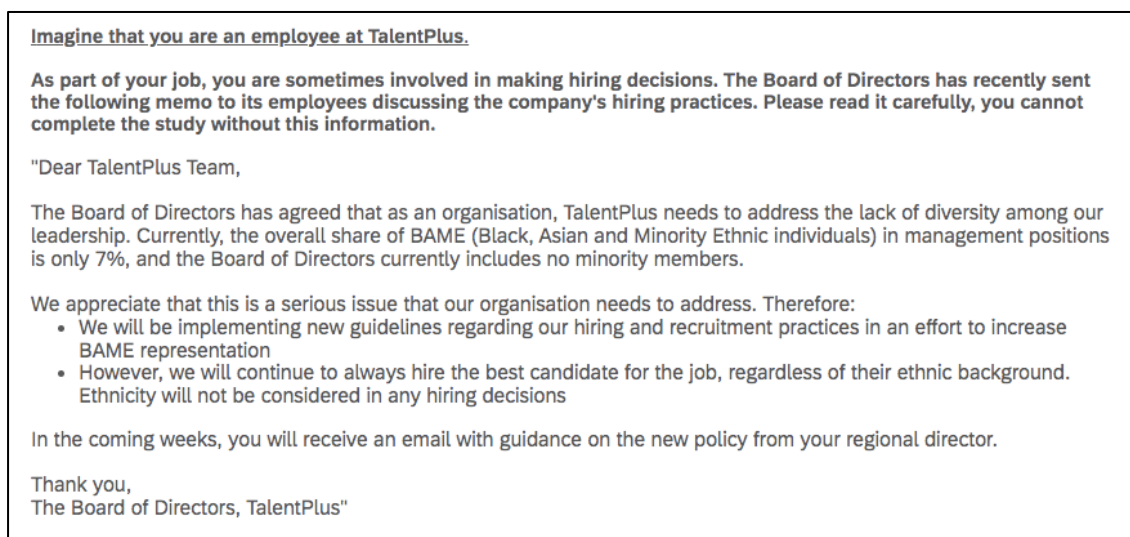 Imagine that you are an employee at TalentPlus.
As part of your job, you are sometimes involved in making hiring decisions. The Board of Directors has recently sent
the following memo to its employees discussing the company's hiring practices. Please read it carefully, you cannot
complete the study without this information.
"Dear TalentPlus Team,
The Board of Directors has agreed that as an organisation, TalentPlus needs to address the lack of diversity among our
leadership. Currently, the overall share of BAME (Black, Asian and Minority Ethnic individuals) in management positions
is only 7%, and the Board of Directors currently includes no minority members.
We appreciate that this is a serious issue that our organisation needs to address. Therefore:
• We will be implementing new guidelines regarding our hiring and recruitment practices in an effort to increase
BAME representation
• However, we will continue to always hire the best candidate for the job, regardless of their ethnic background.
Ethnicity will not be considered in any hiring decisions
In the coming weeks, you will receive an email with guidance on the new policy from your regional director.
Thank you,
The Board of Directors, TalentPlus"